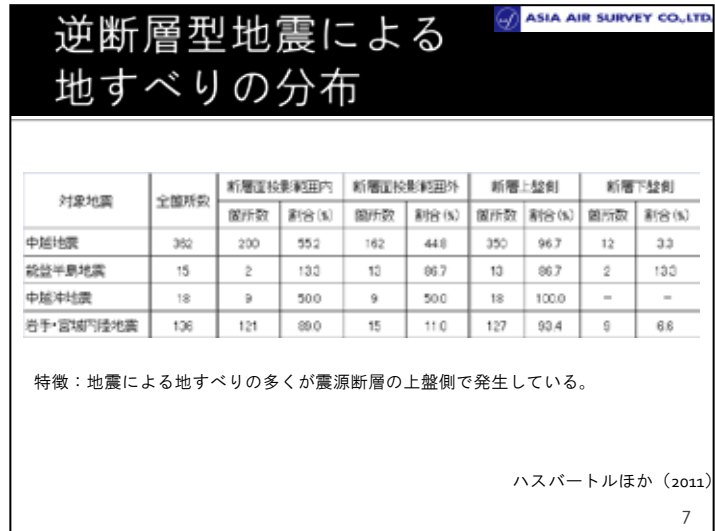 ASIA AIR SURVEY CO.,LTD.
逆断層型地震による
地すべりの分布
対象地震 全箇所数 断層面投影範囲内 断層面投影範囲外 断層上盤側 断層下盤側
箇所数 割合(%) 箇所数 割合(%) 箇所数 割合(%) 箇所数 割合(%)
中越地震 362 200 55.2 162 44.8 350 96.7 12 3.3
能登半島地震 15 2 13.3 13 86.7 13 86.7 2 13.3
中越沖地震 18 9 50.0 9 50.0 18 100.0 - -
岩手・宮城内陸地震 136 121 89.0 15 11.0 127 93.4 9 6.6
特徴：地震による地すべりの多くが震源断層の上盤側で発生している。
ハスバートルほか（2011）
7